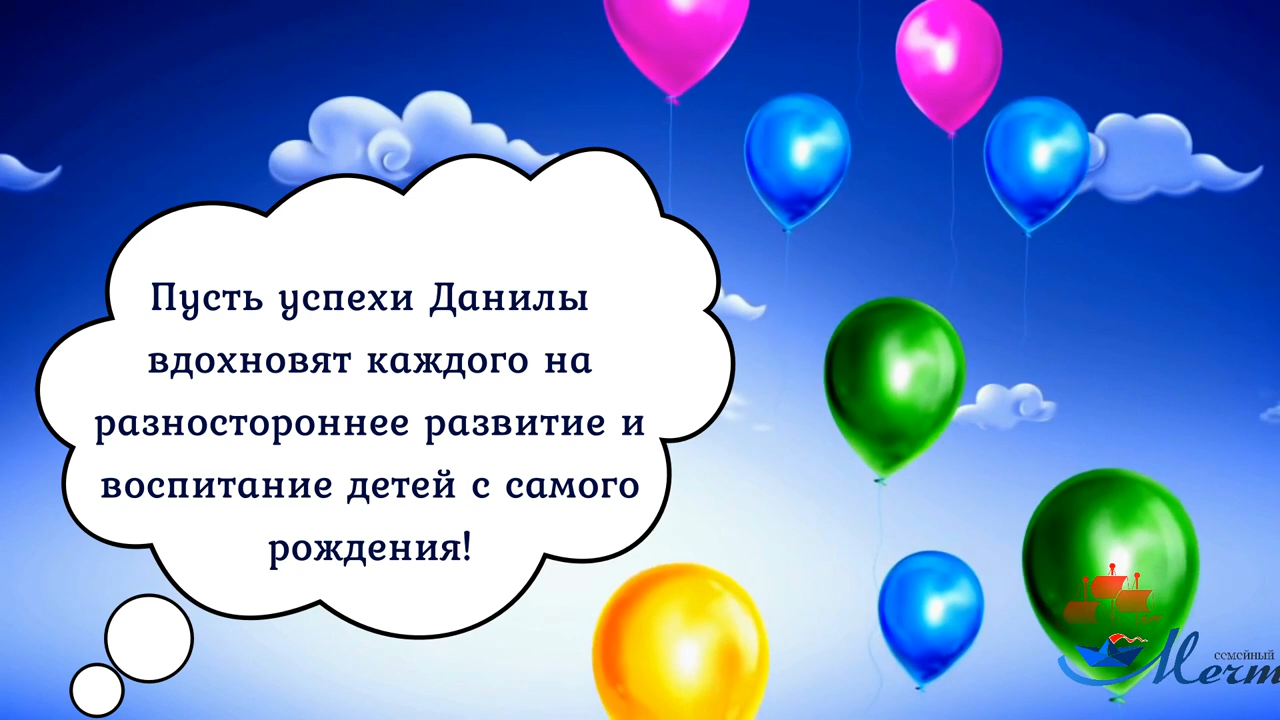 Пусть успехи Данилы
вдохновят каждого на
разностороннее развитие и
воспитание детей с самого
рождения!
семейный